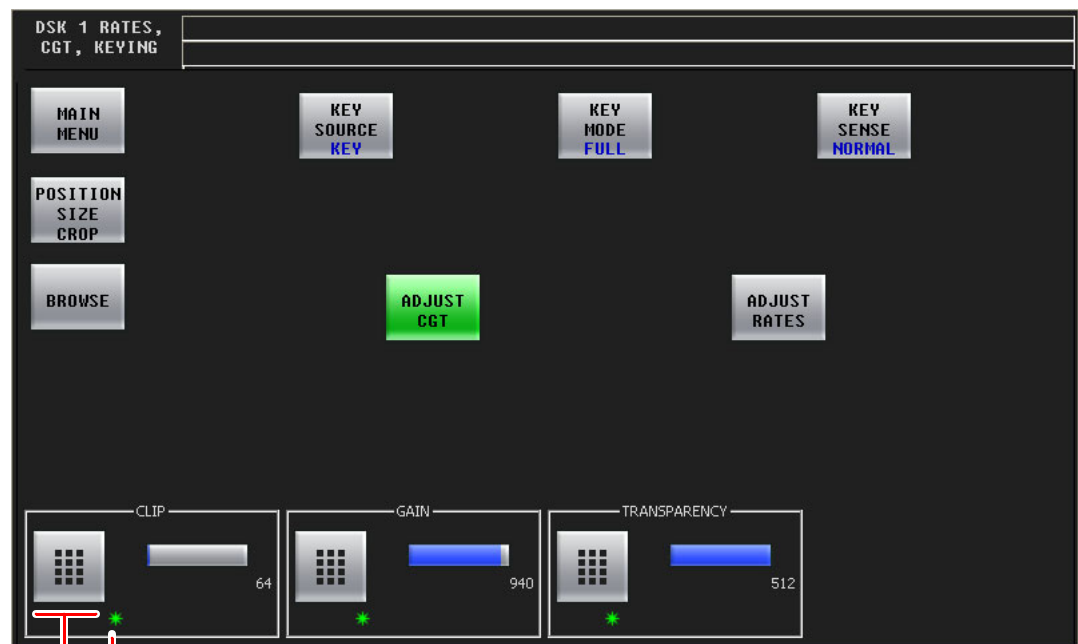 DSK 1 RATES,
CGT, KEYING
MAIN
MENU
KEY
SOURCE
KEY
KEY
MODE
FULL
KEY
SENSE
NORMAL
POSITION
SIZE
CROP
BROWSE
ADJUST
CGT
ADJUST
RATES
CLIP
64
GAIN
940
TRANSPARENCY
512